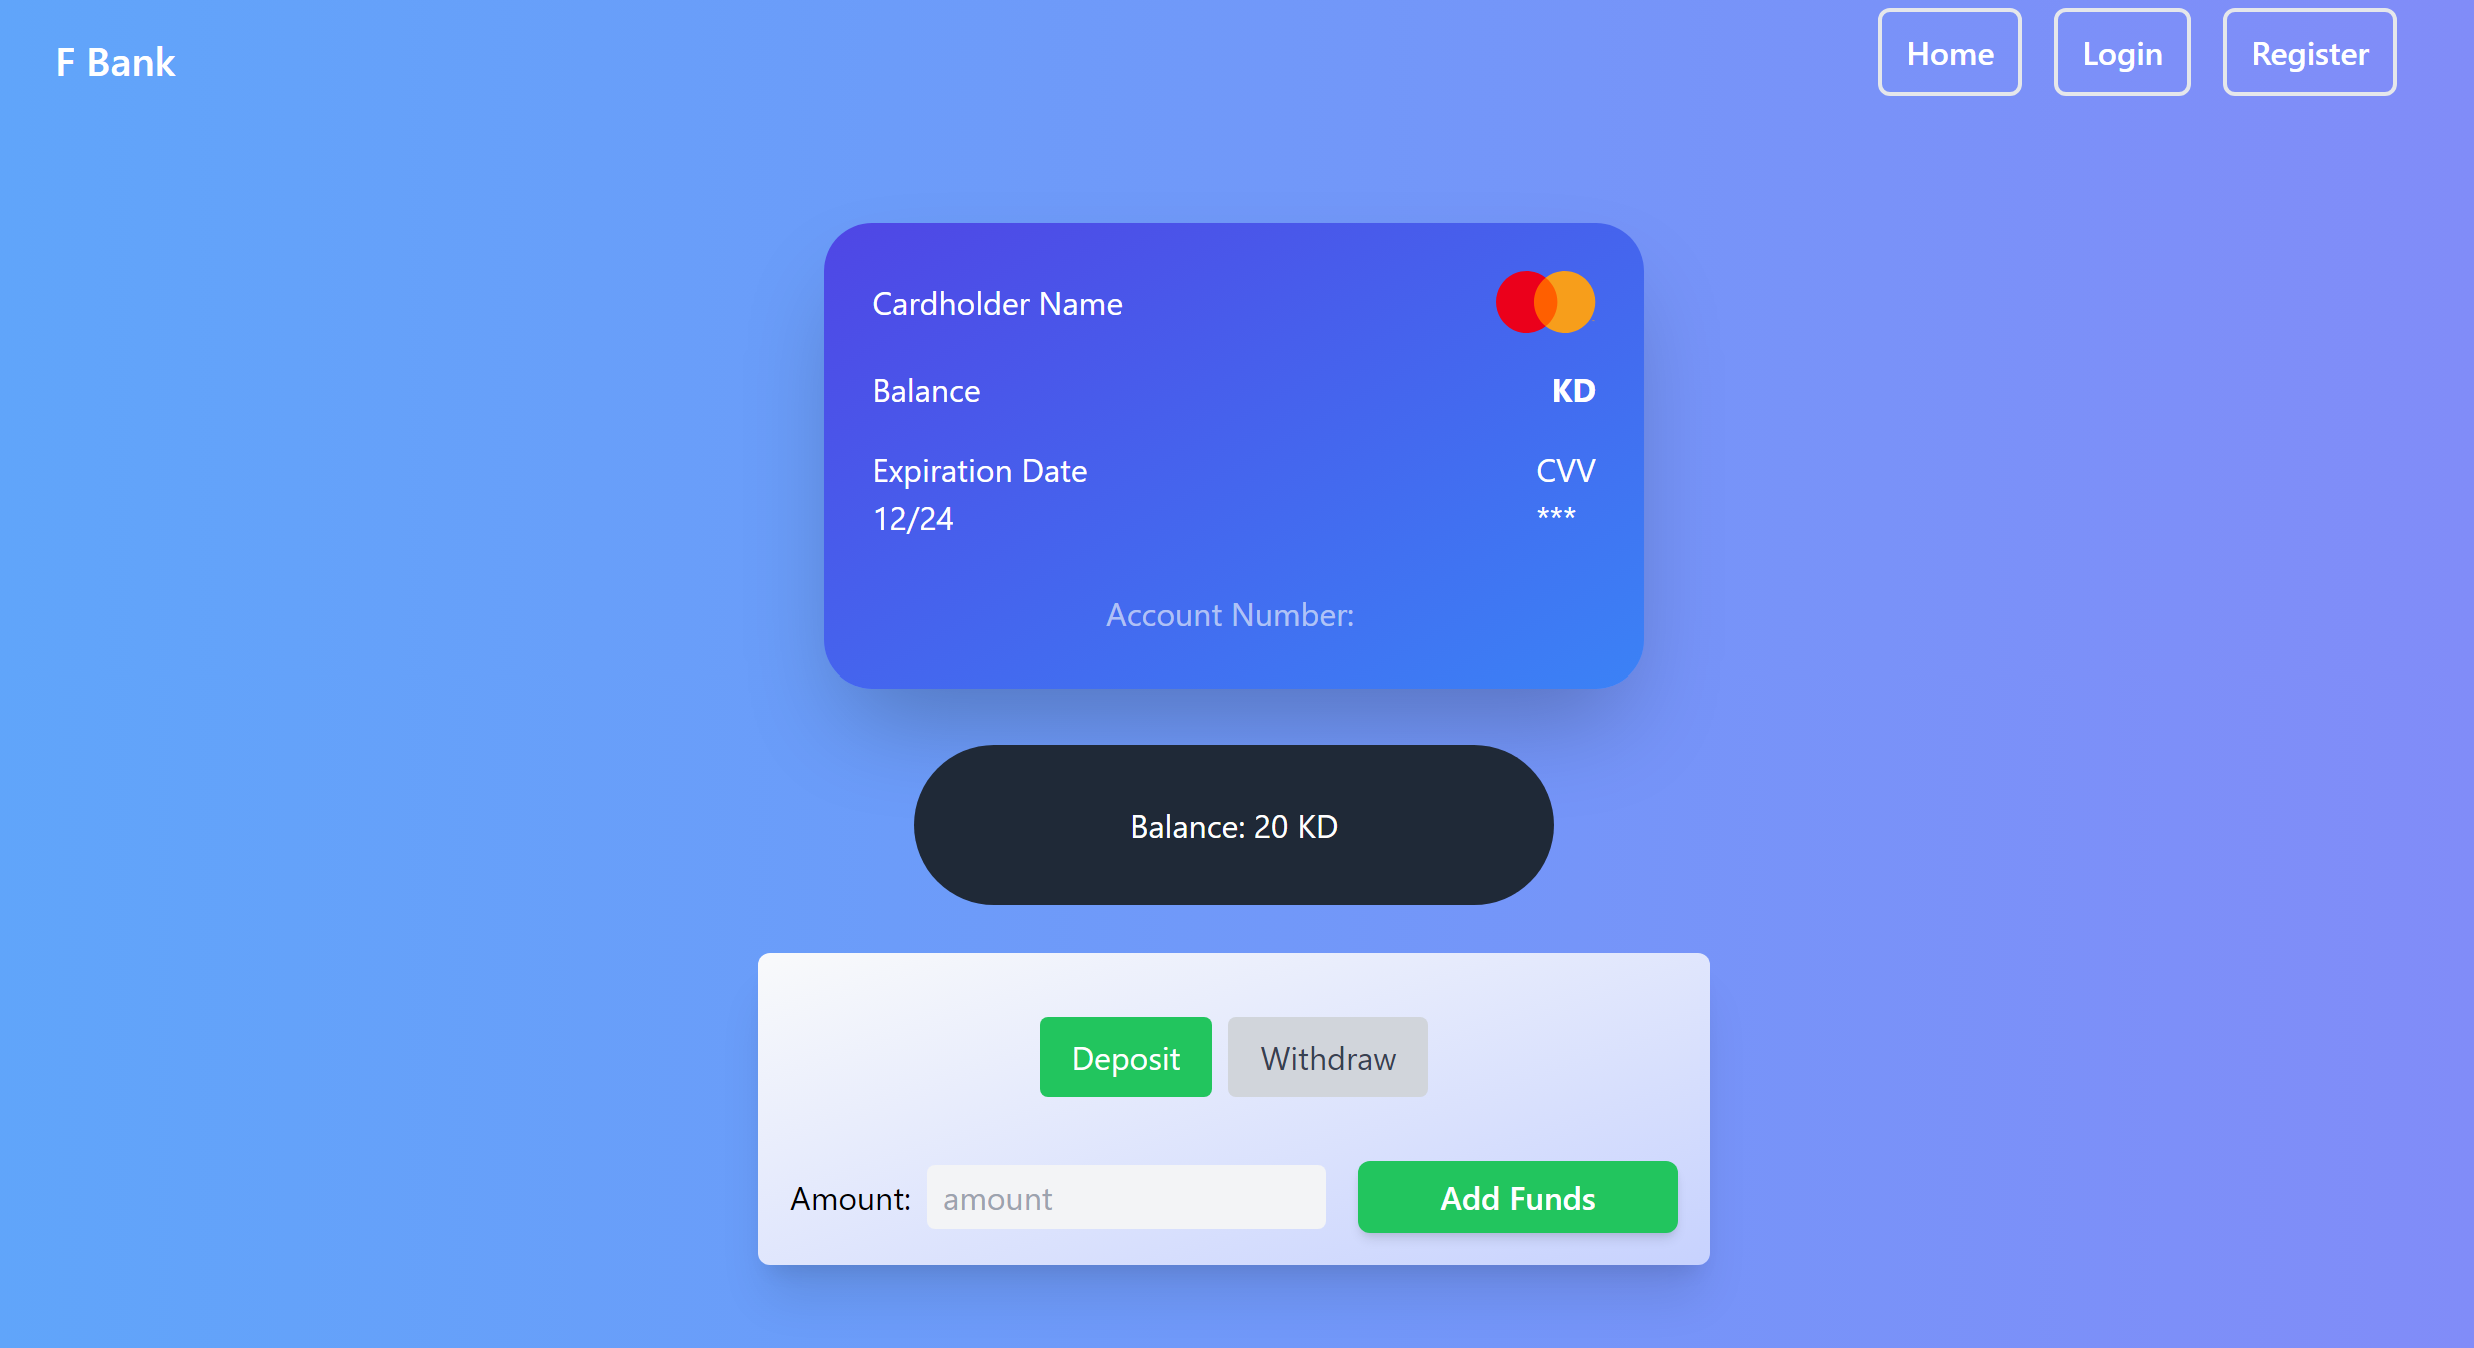 F Bank
Home Login Register
Cardholder Name
Balance KD
Expiration Date CVV
12/24 ***
Account Number:
Balance: 20 KD
Deposit Withdraw
Amount: amount Add Funds